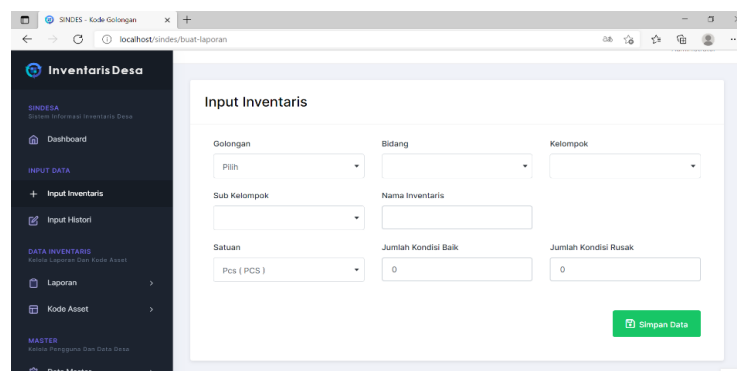 SINDES - Kode Golongan
localhost/sindes/buat-laporan
InventarisDesa
SINDESA
Sistem Informasi Inventaris Desa
Dashboard
INPUT DATA
Input Inventaris
Input Histori
DATA INVENTARIS
Kelola Laporan Dan Kode Asset
Laporan
Kode Asset
MASTER
Kelola Pengguna Dan Data Desa
Data Master
Input Inventaris
Golongan Bidang Kelompok
Pilih
Sub Kelompok Nama Inventaris
Satuan Jumlah Kondisi Baik Jumlah Kondisi Rusak
Pcs ( PCS ) 0 0
Simpan Data